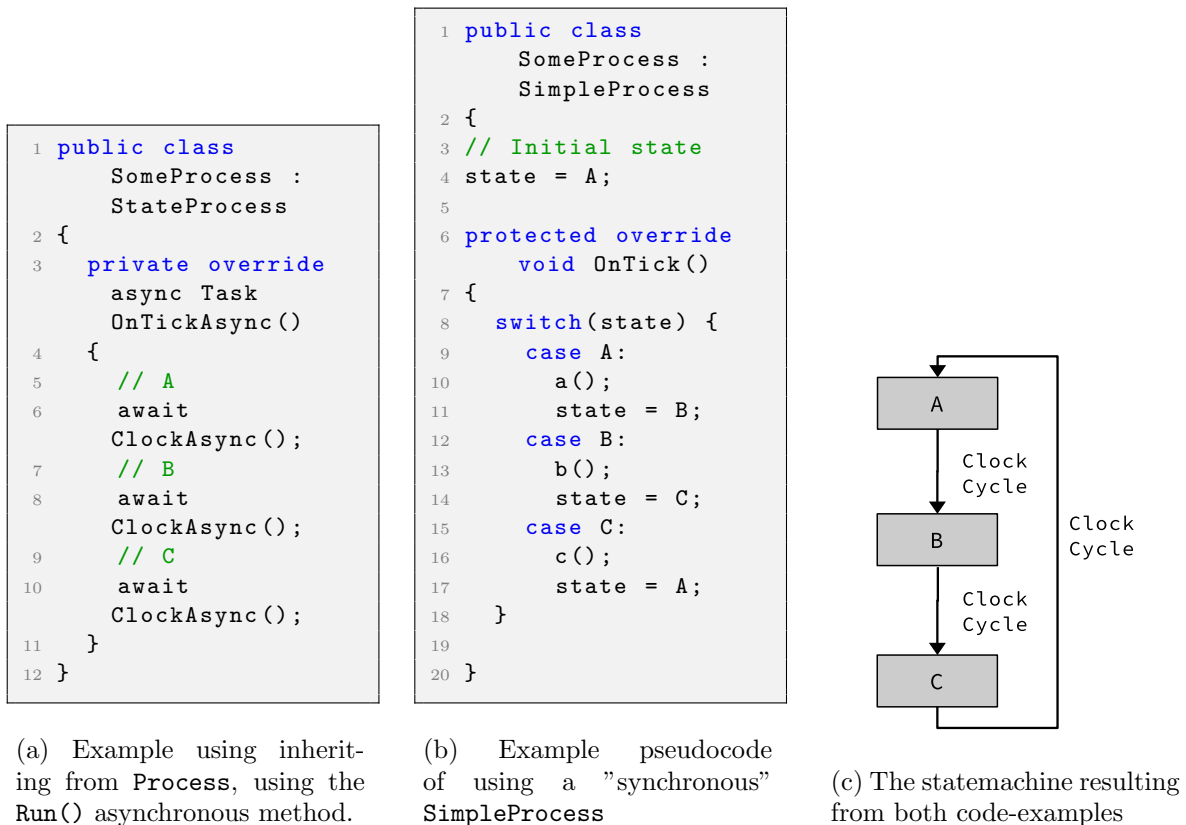 1 public class
SomeProcess :
StateProcess
2 {
3 private override
async Task
OnTickAsync()
4 {
5 // A
6 await
ClockAsync();
7 // B
8 await
ClockAsync();
9 // C
10 await
ClockAsync();
11 }
12 }
(a) Example using inherit-
ing from Process, using the
Run() asynchronous method.
1 public class
SomeProcess :
SimpleProcess
2 {
3 // Initial state
4 state = A;
5
6 protected override
void OnTick()
7 {
8 switch(state) {
9 case A:
10 a();
11 state = B;
12 case B:
13 b();
14 state = C;
15 case C:
16 c();
17 state = A;
18 }
19
20 }
(b) Example pseudocode
of using a ”synchronous”
SimpleProcess
A
Clock
Cycle
B
Clock
Cycle
Clock
Cycle
C
(c) The statemachine resulting
from both code-examples